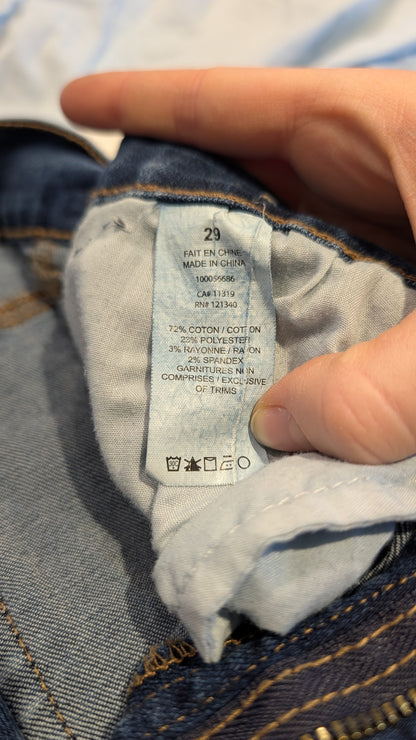 29
FAIT EN CHINE
MADE IN CHINA
100056686
CA# 11319
RN# 121340
72% COTON / COTTON
23% POLYESTER
3% RAYONNE / RAYON
2% SPANDEX
GARNITURES NON
COMPRISES / EXCLUSIVE
OF TRIMS